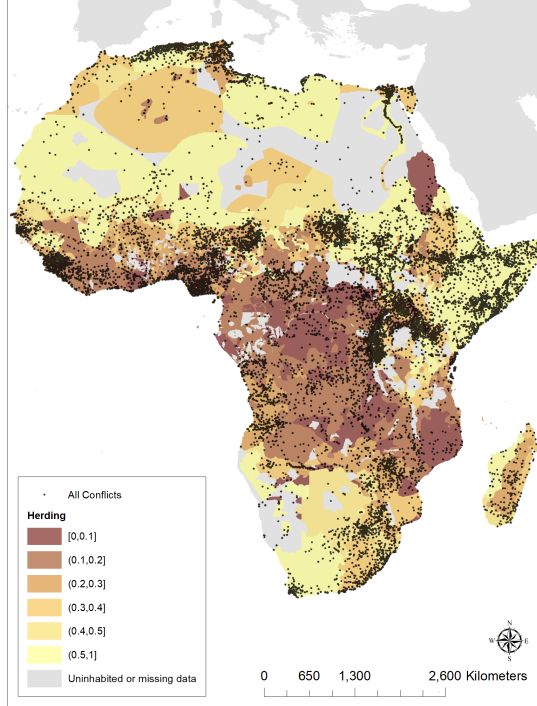 All Conflicts
Herding
[0,0.1]
(0.1,0.2]
(0.2,0.3]
(0.3,0.4]
(0.4,0.5]
(0.5,1]
Uninhabited or missing data
N
W E
S
0 650 1,300 2,600 Kilometers